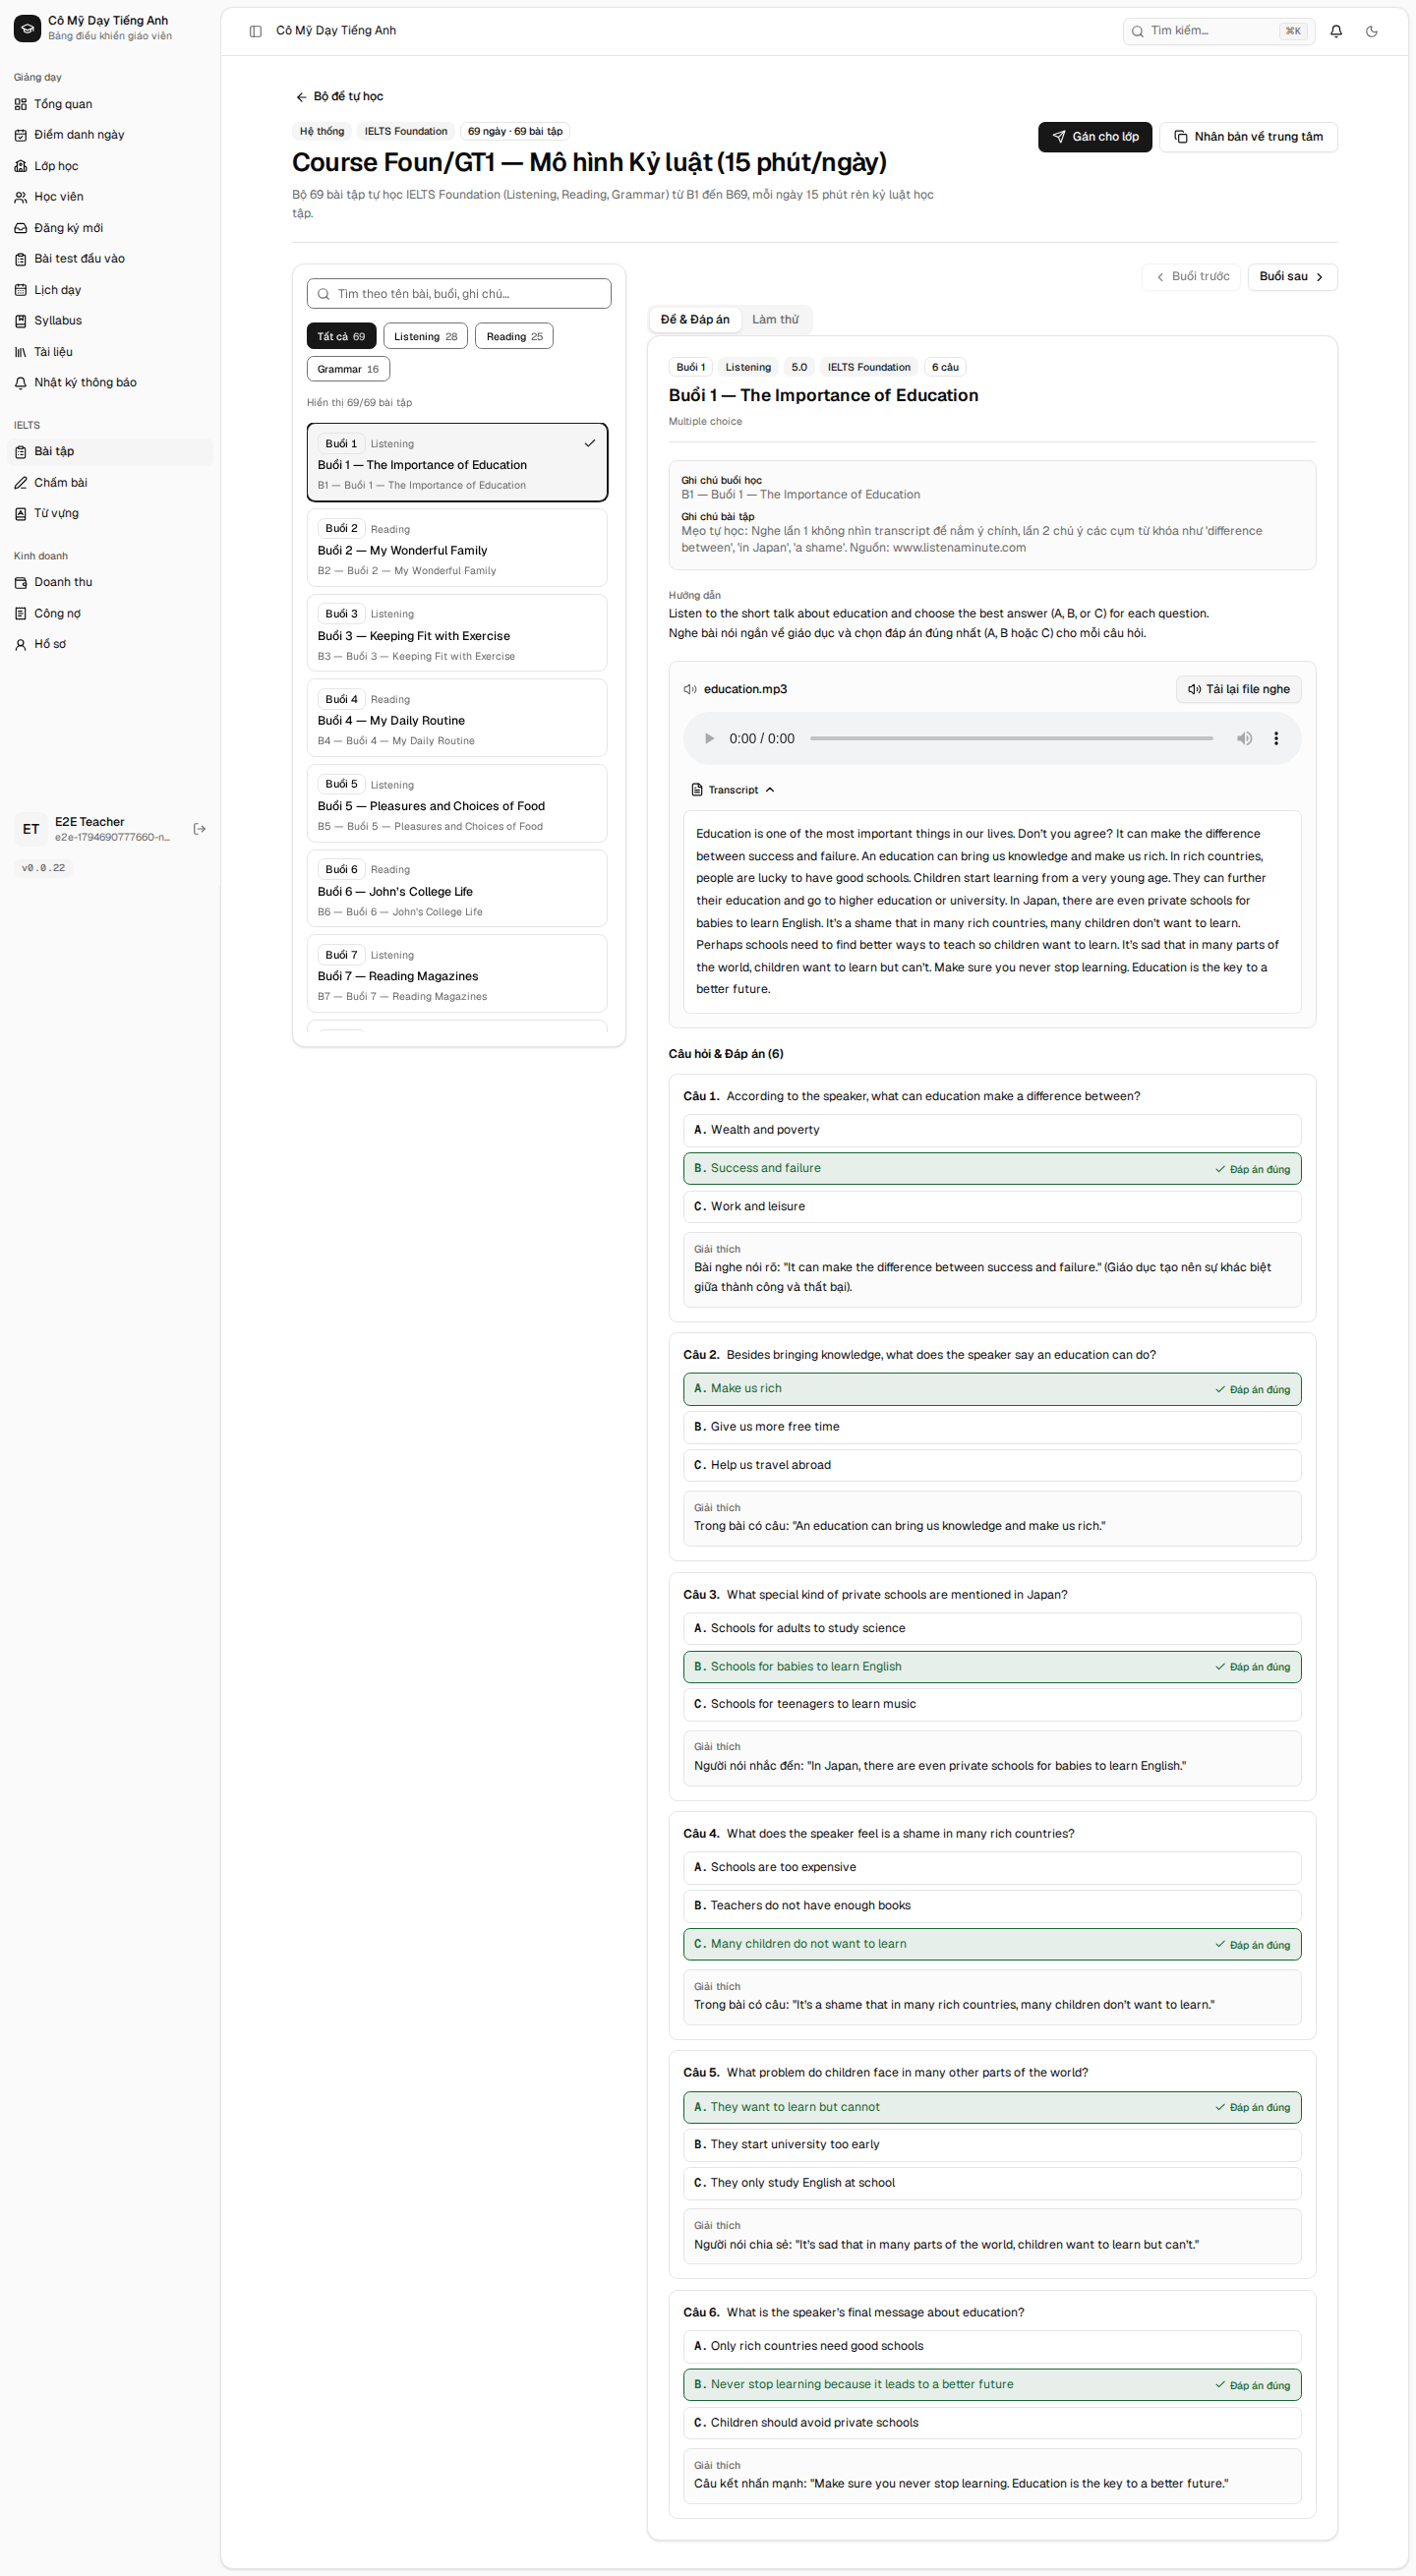 Cô Mỹ Dạy Tiếng Anh
Bảng điều khiển giáo viên
Giảng dạy
Tổng quan
Điểm danh ngày
Lớp học
Học viên
Đăng ký mới
Bài test đầu vào
Lịch dạy
Syllabus
Tài liệu
Nhật ký thông báo
IELTS
Bài tập
Chấm bài
Từ vựng
Kinh doanh
Doanh thu
Công nợ
Hồ sơ
ET
E2E Teacher
e2e-1794690777660-n…
v0.0.22
Cô Mỹ Dạy Tiếng Anh
Tìm kiếm...
⌘K
Bộ đề tự học
Hệ thống
IELTS Foundation
69 ngày · 69 bài tập
Course Foun/GT1 — Mô hình Kỷ luật (15 phút/ngày)
Bộ 69 bài tập tự học IELTS Foundation (Listening, Reading, Grammar) từ B1 đến B69, mỗi ngày 15 phút rèn kỷ luật học
tập.
Gán cho lớp
Nhân bản về trung tâm
Tìm theo tên bài, buổi, ghi chú...
Tất cả 69
Listening 28
Reading 25
Grammar 16
Hiển thị 69/69 bài tập
Buổi 1 Listening
Buổi 1 — The Importance of Education
B1 — Buổi 1 — The Importance of Education
Buổi 2 Reading
Buổi 2 — My Wonderful Family
B2 — Buổi 2 — My Wonderful Family
Buổi 3 Listening
Buổi 3 — Keeping Fit with Exercise
B3 — Buổi 3 — Keeping Fit with Exercise
Buổi 4 Reading
Buổi 4 — My Daily Routine
B4 — Buổi 4 — My Daily Routine
Buổi 5 Listening
Buổi 5 — Pleasures and Choices of Food
B5 — Buổi 5 — Pleasures and Choices of Food
Buổi 6 Reading
Buổi 6 — John's College Life
B6 — Buổi 6 — John's College Life
Buổi 7 Listening
Buổi 7 — Reading Magazines
B7 — Buổi 7 — Reading Magazines
Buổi trước
Buổi sau
Đề & Đáp án
Làm thử
Buổi 1
Listening
5.0
IELTS Foundation
6 câu
Buổi 1 — The Importance of Education
Multiple choice
Ghi chú buổi học
B1 — Buổi 1 — The Importance of Education
Ghi chú bài tập
Mẹo tự học: Nghe lần 1 không nhìn transcript để nắm ý chính, lần 2 chú ý các cụm từ khóa như 'difference
between', 'in Japan', 'a shame'. Nguồn: www.listenaminute.com
Hướng dẫn
Listen to the short talk about education and choose the best answer (A, B, or C) for each question.
Nghe bài nói ngắn về giáo dục và chọn đáp án đúng nhất (A, B hoặc C) cho mỗi câu hỏi.
education.mp3
Tải lại file nghe
0:00 / 0:00
Transcript
Education is one of the most important things in our lives. Don't you agree? It can make the difference
between success and failure. An education can bring us knowledge and make us rich. In rich countries,
people are lucky to have good schools. Children start learning from a very young age. They can further
their education and go to higher education or university. In Japan, there are even private schools for
babies to learn English. It's a shame that in many rich countries, many children don't want to learn.
Perhaps schools need to find better ways to teach so children want to learn. It's sad that in many parts of
the world, children want to learn but can't. Make sure you never stop learning. Education is the key to a
better future.
Câu hỏi & Đáp án (6)
Câu 1. According to the speaker, what can education make a difference between?
A. Wealth and poverty
B. Success and failure
Đáp án đúng
C. Work and leisure
Giải thích
Bài nghe nói rõ: "It can make the difference between success and failure." (Giáo dục tạo nên sự khác biệt
giữa thành công và thất bại).
Câu 2. Besides bringing knowledge, what does the speaker say an education can do?
A. Make us rich
Đáp án đúng
B. Give us more free time
C. Help us travel abroad
Giải thích
Trong bài có câu: "An education can bring us knowledge and make us rich."
Câu 3. What special kind of private schools are mentioned in Japan?
A. Schools for adults to study science
B. Schools for babies to learn English
Đáp án đúng
C. Schools for teenagers to learn music
Giải thích
Người nói nhắc đến: "In Japan, there are even private schools for babies to learn English."
Câu 4. What does the speaker feel is a shame in many rich countries?
A. Schools are too expensive
B. Teachers do not have enough books
C. Many children do not want to learn
Đáp án đúng
Giải thích
Trong bài có câu: "It's a shame that in many rich countries, many children don't want to learn."
Câu 5. What problem do children face in many other parts of the world?
A. They want to learn but cannot
Đáp án đúng
B. They start university too early
C. They only study English at school
Giải thích
Người nói chia sẻ: "It's sad that in many parts of the world, children want to learn but can't."
Câu 6. What is the speaker's final message about education?
A. Only rich countries need good schools
B. Never stop learning because it leads to a better future
Đáp án đúng
C. Children should avoid private schools
Giải thích
Câu kết nhấn mạnh: "Make sure you never stop learning. Education is the key to a better future."